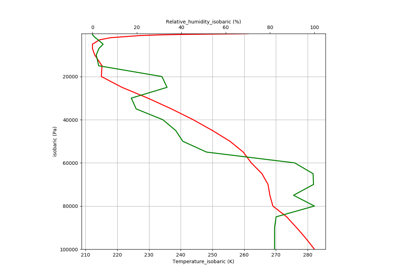 Relative_humidity_isobaric (%)
0 20 40 60 80 100
20000
40000
60000
80000
100000
Isobaric (Pa)
210 220 230 240 250 260 270 280
Temperature_isobaric (K)